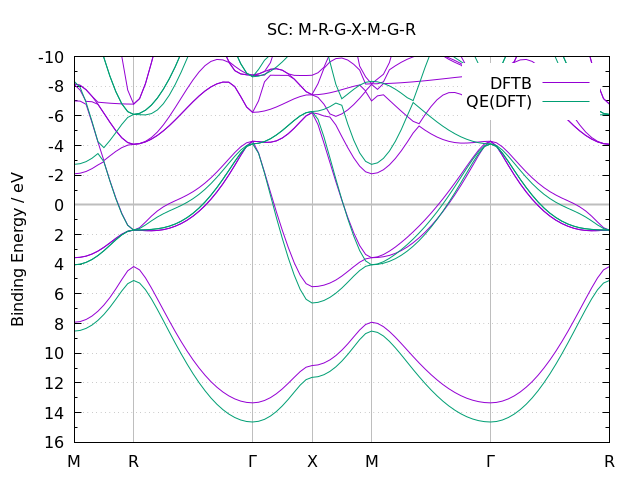 SC: M-R-G-X-M-G-R
DFTB
QE(DFT)
Binding Energy / eV
-10
-8
-6
-4
-2
0
2
4
6
8
10
12
14
16
M R Γ X M Γ R